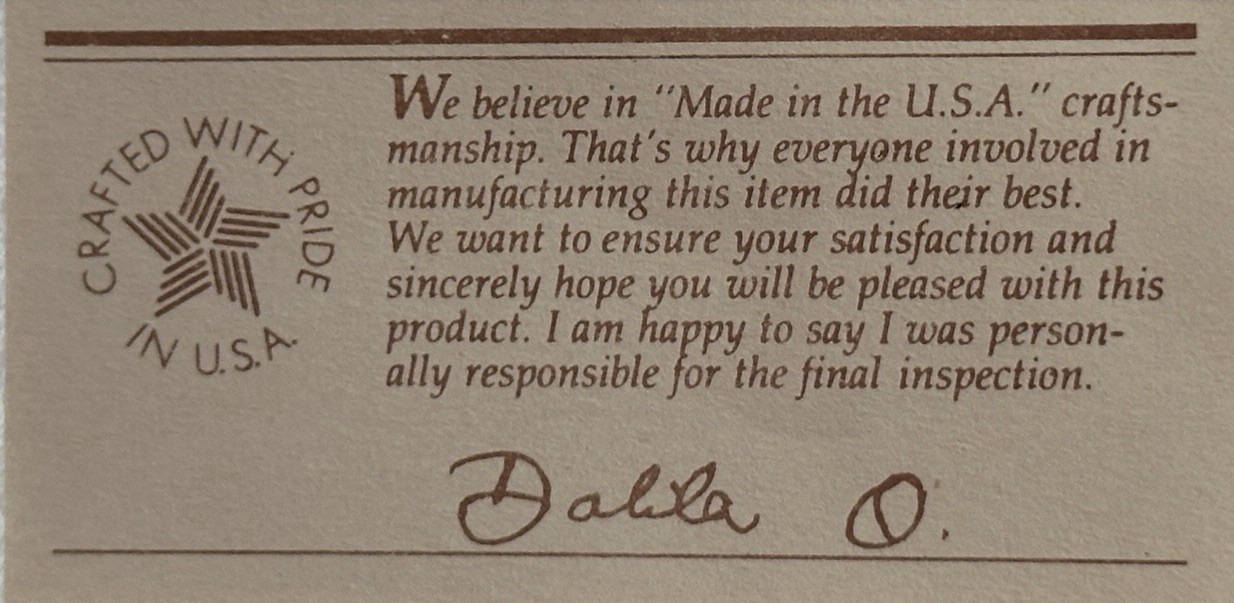 CRAFTED WITH PRIDE
IN U.S.A.
We believe in "Made in the U.S.A." crafts-
manship. That's why everyone involved in
manufacturing this item did their best.
We want to ensure your satisfaction and
sincerely hope you will be pleased with this
product. I am happy to say I was person-
ally responsible for the final inspection.
Dalila O.